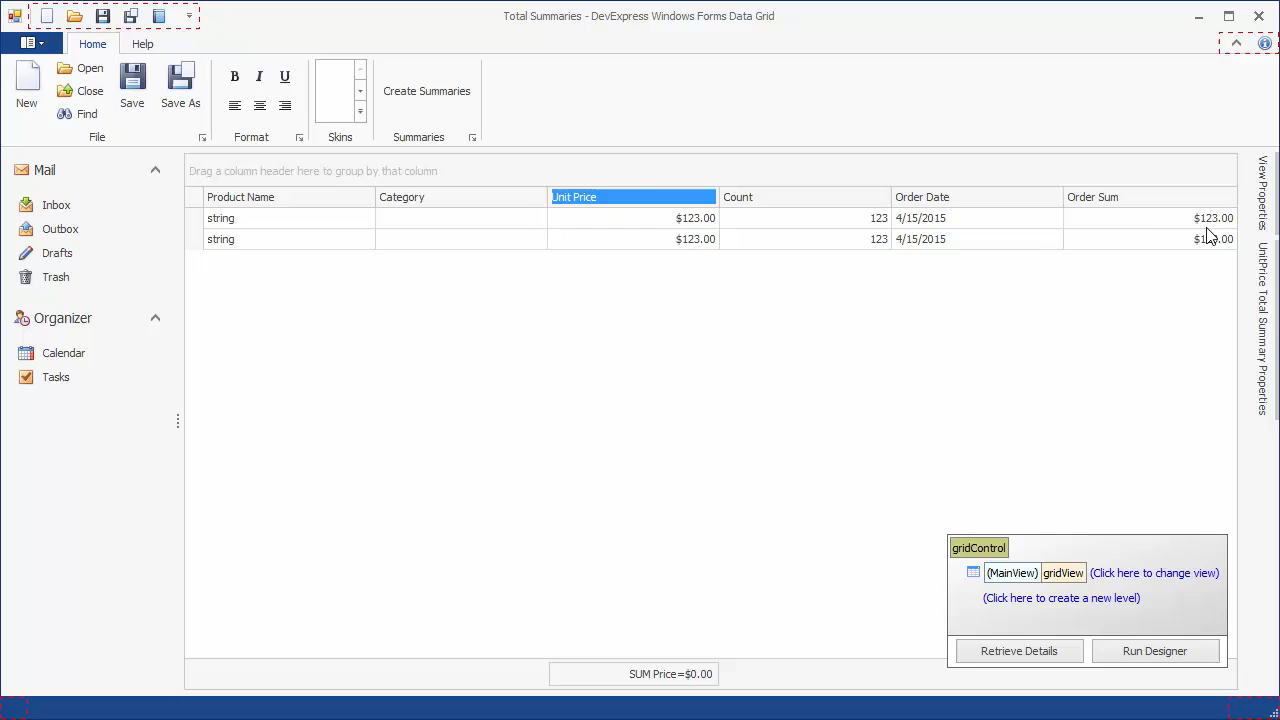 Total Summaries - DevExpress Windows Forms Data Grid
Home
Help
New
Open
Close
Find
Save
Save As
File
B I U
Format
Skins
Create Summaries
Summaries
Mail
Inbox
Outbox
Drafts
Trash
Organizer
Calendar
Tasks
Drag a column header here to group by that column
Product Name Category Unit Price Count Order Date Order Sum
string $123.00 123 4/15/2015 $123.00
string $123.00 123 4/15/2015
View Properties
UnitPrice Total Summary Properties
gridControl
(MainView) gridView (Click here to change view)
(Click here to create a new level)
Retrieve Details Run Designer
SUM Price=$0.00